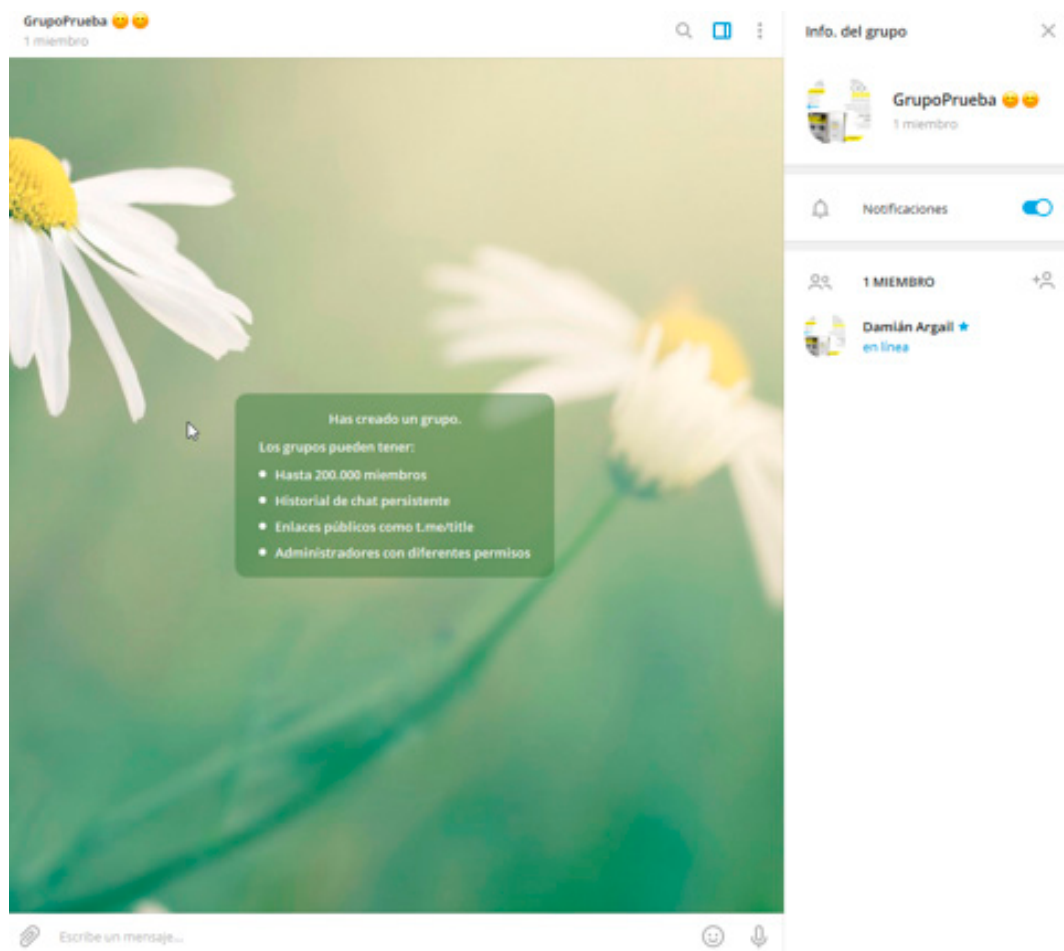 GrupoPrueba 😊😊
1 miembro
Has creado un grupo.
Los grupos pueden tener:
• Hasta 200.000 miembros
• Historial de chat persistente
• Enlaces públicos como t.me/title
• Administradores con diferentes permisos
Escribe un mensaje...
Info. del grupo
GrupoPrueba 😊😊
1 miembro
Notificaciones
1 MIEMBRO
Damián Argail
en línea